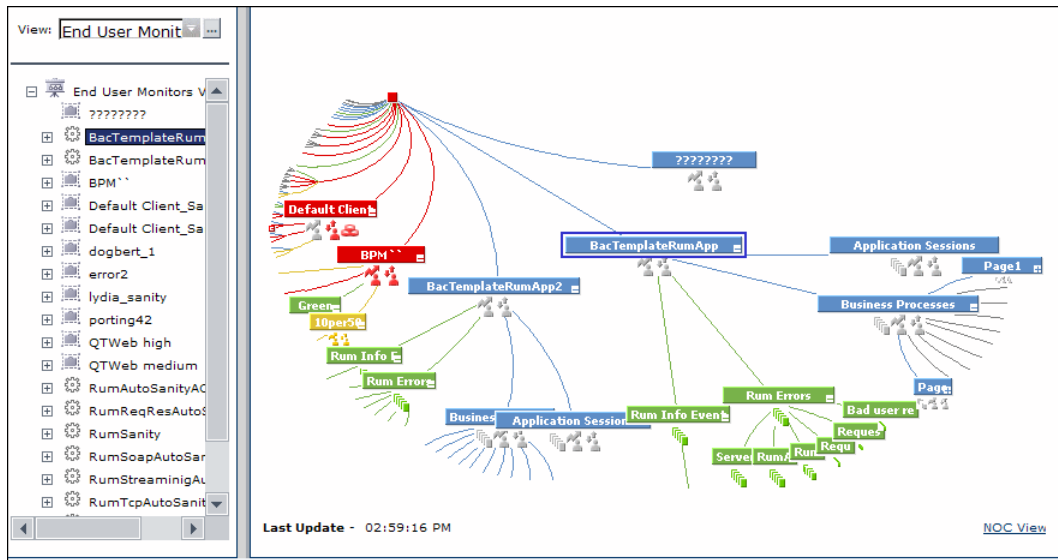 View: End User Monit ...
End User Monitors V
????????
BacTemplateRum
BacTemplateRum
BPM``
Default Client_Sa
Default Client_Sa
dogbert_1
error2
lydia_sanity
porting42
QTWeb high
QTWeb medium
RumAutoSanityAC
RumReqResAutoS
RumSanity
RumSoapAutoSar
RumStreaminigAu
RumTcpAutoSanit
????????
Default Client
BacTemplateRumApp
Application Sessions
BPM``
Page1
BacTemplateRumApp2
Business Processes
Green
10per50
Rum Info E
Rum Errors
Page
Rum Errors
Busines
Application Session
Rum Info Event
Bad user re
Reques
Requ
Server
RumA
Rum
Last Update - 02:59:16 PM
NOC View